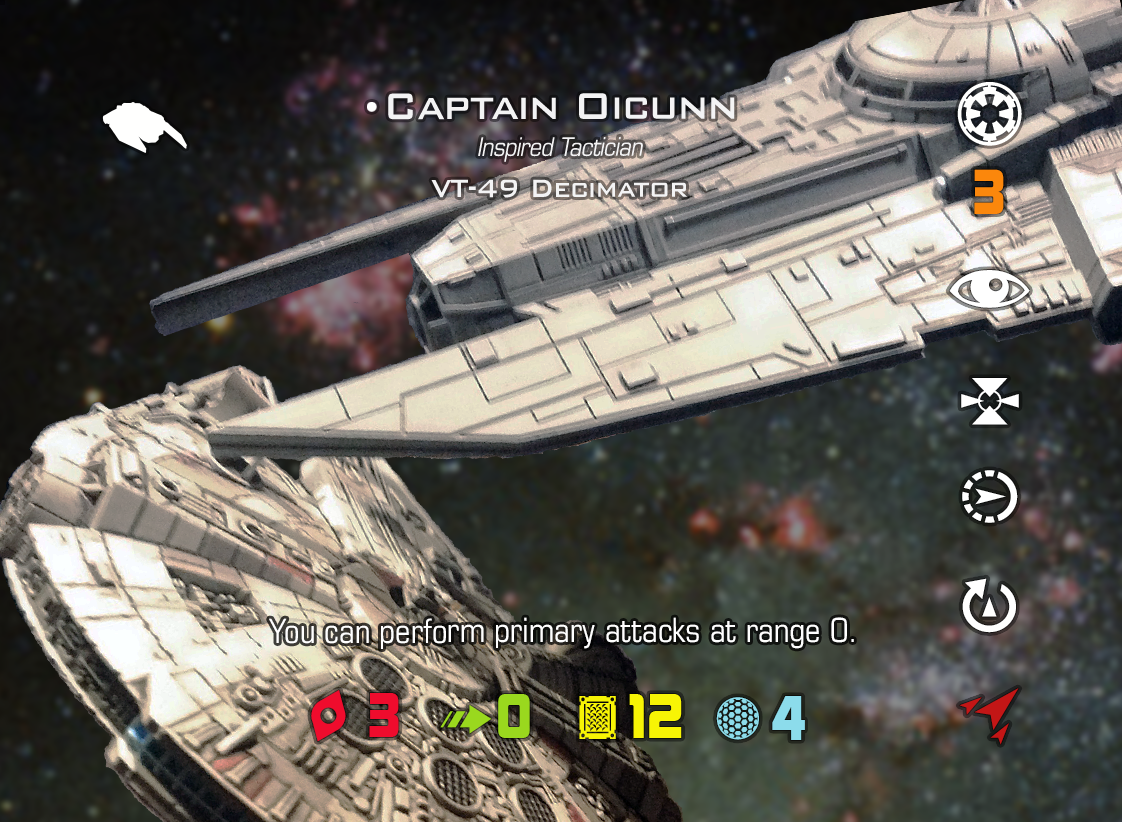 • Captain Oicunn
Inspired Tactician
VT-49 Decimator
3
You can perform primary attacks at range 0.
3 0 12 4